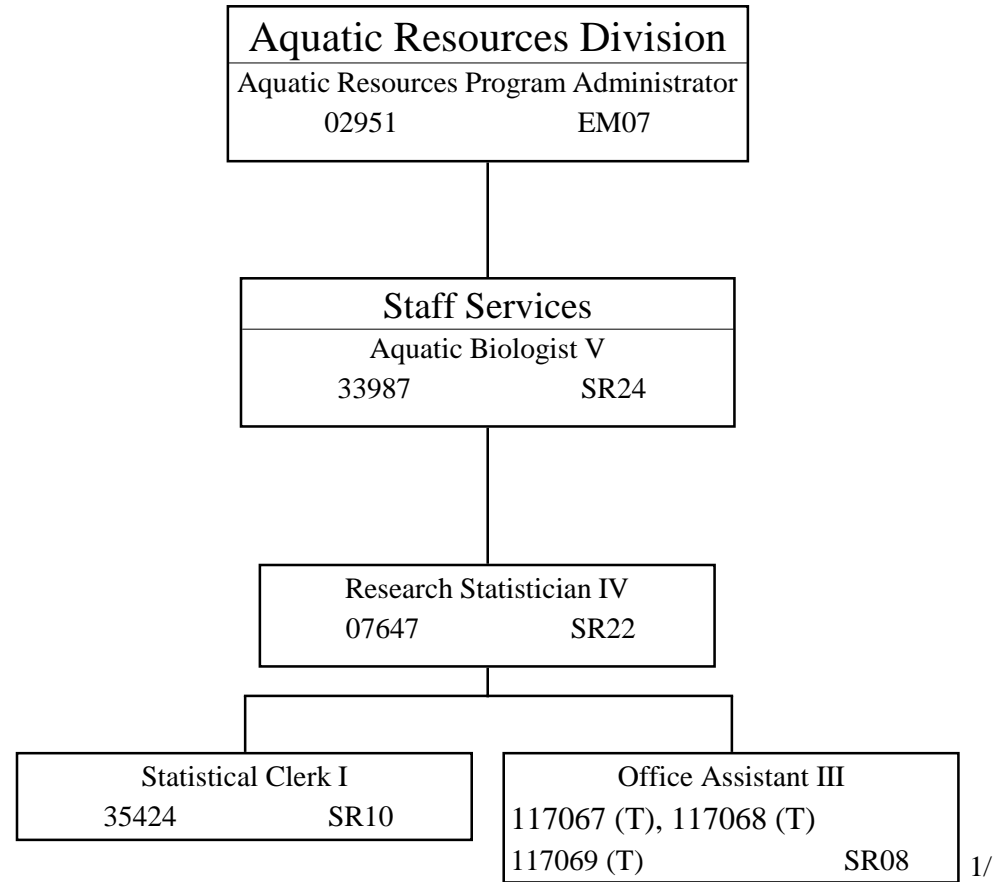 Aquatic Resources Division
Aquatic Resources Program Administrator
02951 EM07
Staff Services
Aquatic Biologist V
33987 SR24
Research Statistician IV
07647 SR22
Statistical Clerk I
35424 SR10
Office Assistant III
117067 (T), 117068 (T)
117069 (T) SR08 1/